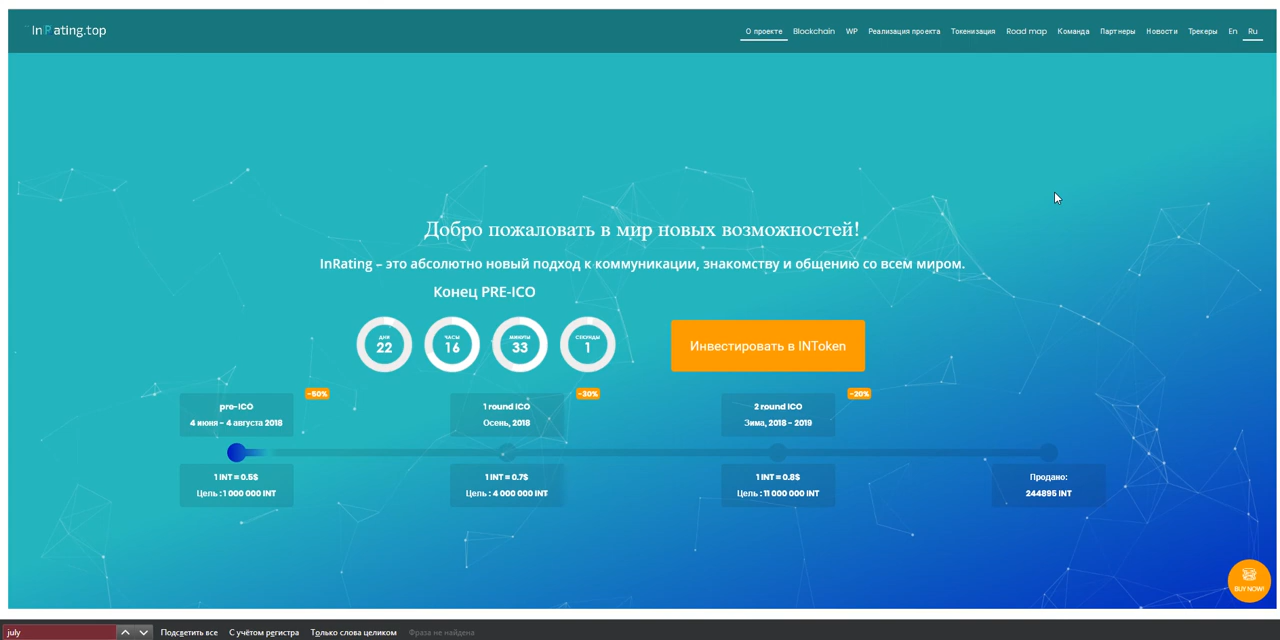 InRating.top
О проекте Blockchain WP Реализация проекта Токенизация Road map Команда Партнеры Новости Трекеры En Ru
Добро пожаловать в мир новых возможностей!
InRating – это абсолютно новый подход к коммуникации, знакомству и общению со всем миром.
Конец PRE-ICO
ДНИ ЧАСЫ МИНУТЫ СЕКУНДЫ
22 16 33 1
Инвестировать в INToken
-50% -30% -20%
pre-ICO 1 round ICO 2 round ICO
4 июня – 4 августа 2018 Осень, 2018 Зима, 2018 - 2019
1 INT = 0.5$ 1 INT = 0.7$ 1 INT = 0.8$ Продано:
Цель : 1 000 000 INT Цель : 4 000 000 INT Цель : 11 000 000 INT 244895 INT
BUY NOW!
july Подсветить все С учётом регистра Только слова целиком Фраза не найдена